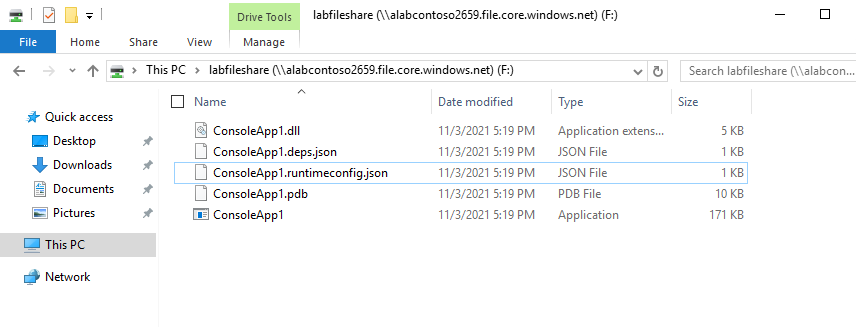 Drive Tools labfileshare (\\alabcontoso2659.file.core.windows.net) (F:)
File Home Share View Manage
This PC labfileshare (\\alabcontoso2659.file.core.windows.net) (F:) Search labfileshare (\\alabcon...
Quick access
Desktop
Downloads
Documents
Pictures
This PC
Network
Name Date modified Type Size
ConsoleApp1.dll 11/3/2021 5:19 PM Application extens... 5 KB
ConsoleApp1.deps.json 11/3/2021 5:19 PM JSON File 1 KB
ConsoleApp1.runtimeconfig.json 11/3/2021 5:19 PM JSON File 1 KB
ConsoleApp1.pdb 11/3/2021 5:19 PM PDB File 10 KB
ConsoleApp1 11/3/2021 5:19 PM Application 171 KB